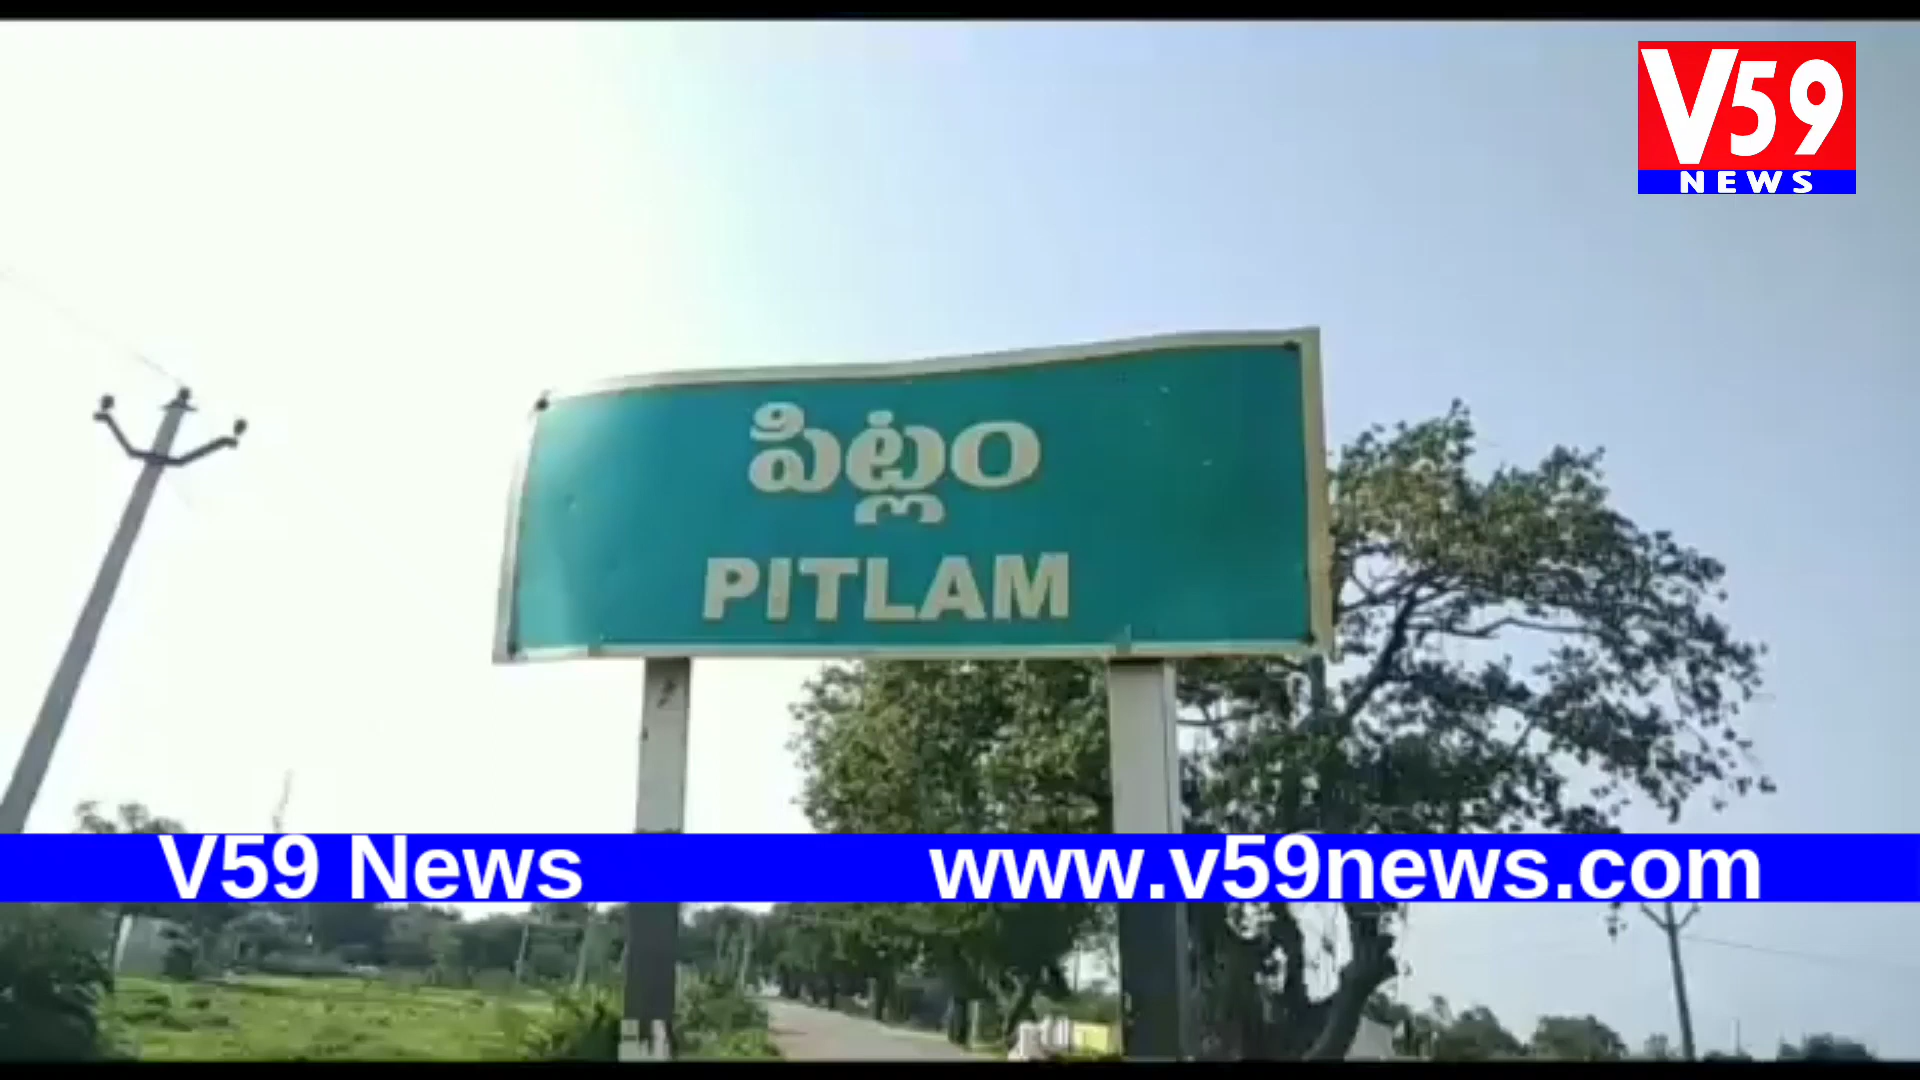 V59
NEWS
పిట్లం
PITLAM
V59 News www.v59news.com